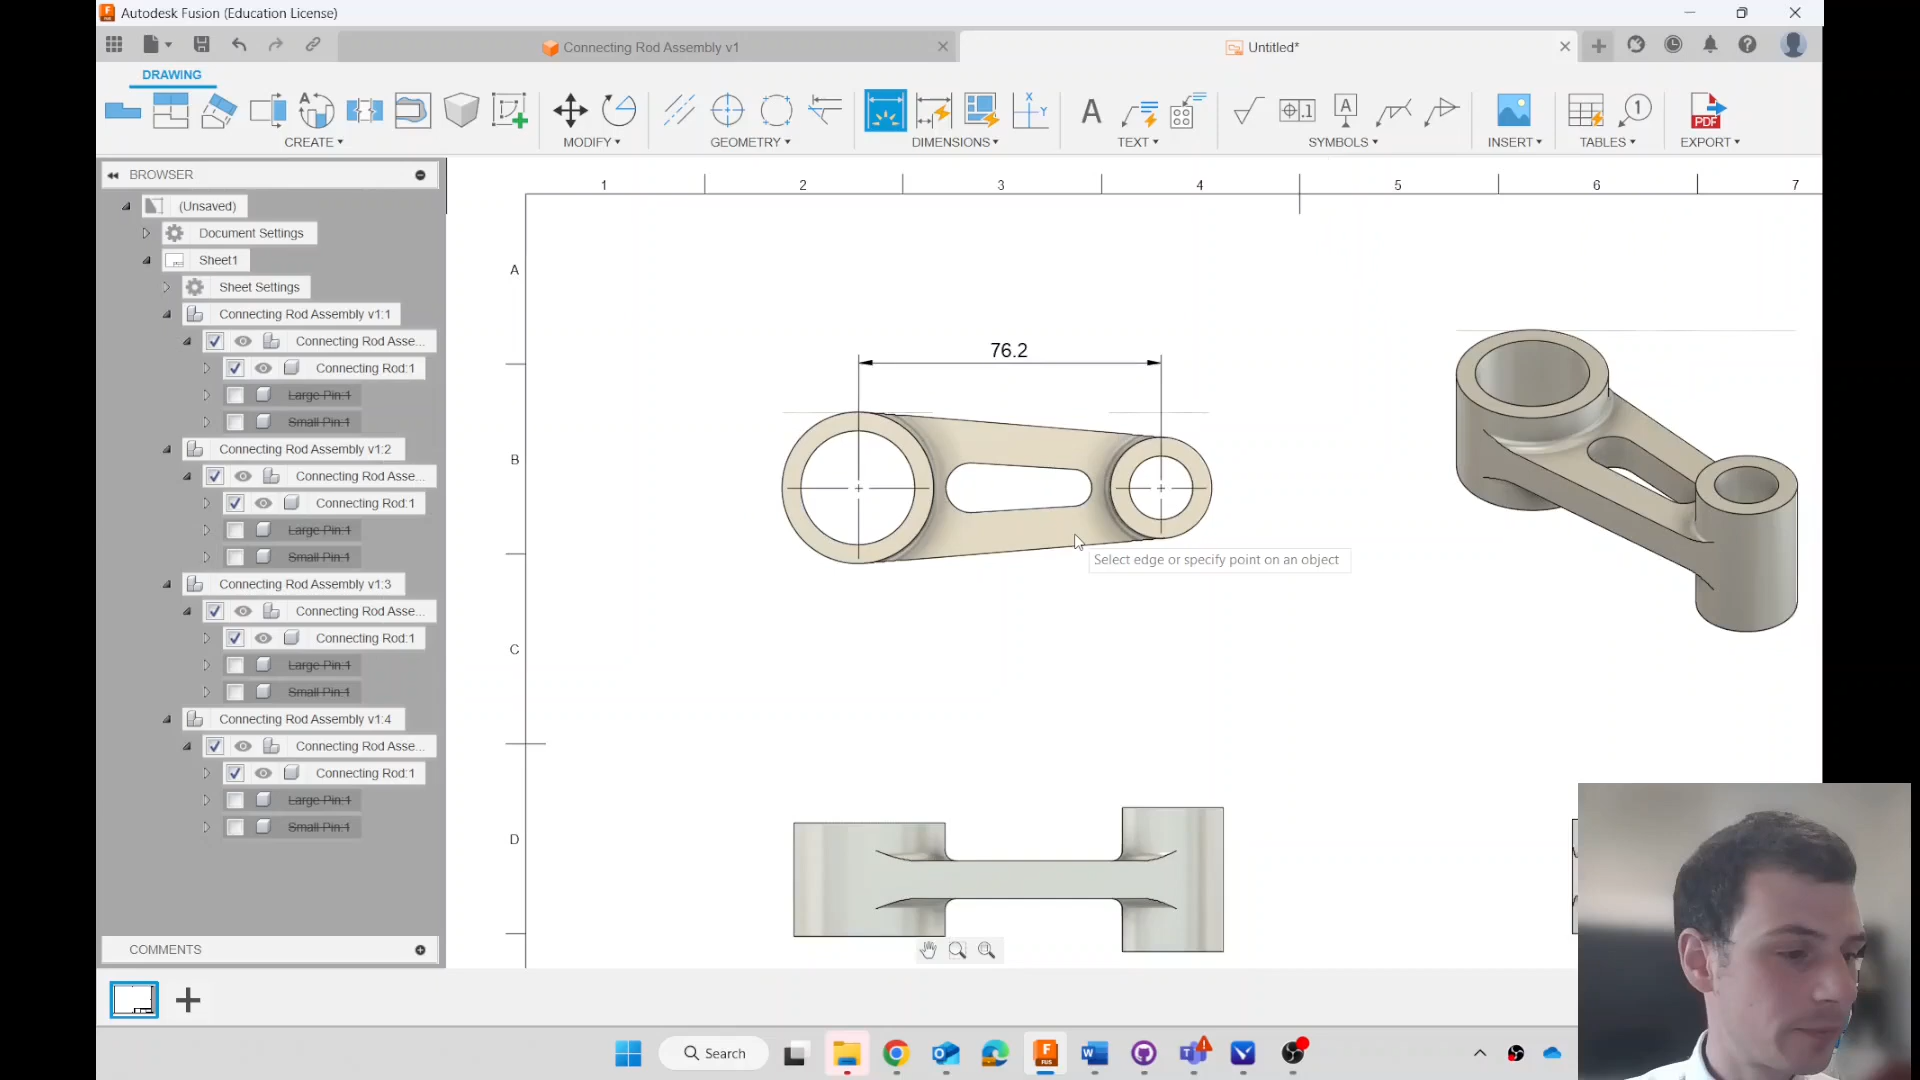 Autodesk Fusion (Education License)
Connecting Rod Assembly v1
Untitled*
DRAWING
CREATE
MODIFY
GEOMETRY
DIMENSIONS
TEXT
SYMBOLS
INSERT
TABLES
EXPORT
BROWSER
(Unsaved)
Document Settings
Sheet1
Sheet Settings
Connecting Rod Assembly v1:1
Connecting Rod Asse...
Connecting Rod:1
Large Pin:1
Small Pin:1
Connecting Rod Assembly v1:2
Connecting Rod Asse...
Connecting Rod:1
Large Pin:1
Small Pin:1
Connecting Rod Assembly v1:3
Connecting Rod Asse...
Connecting Rod:1
Large Pin:1
Small Pin:1
Connecting Rod Assembly v1:4
Connecting Rod Asse...
Connecting Rod:1
Large Pin:1
Small Pin:1
COMMENTS
1 2 3 4 5 6 7
A
B
C
D
76.2
Select edge or specify point on an object
Search